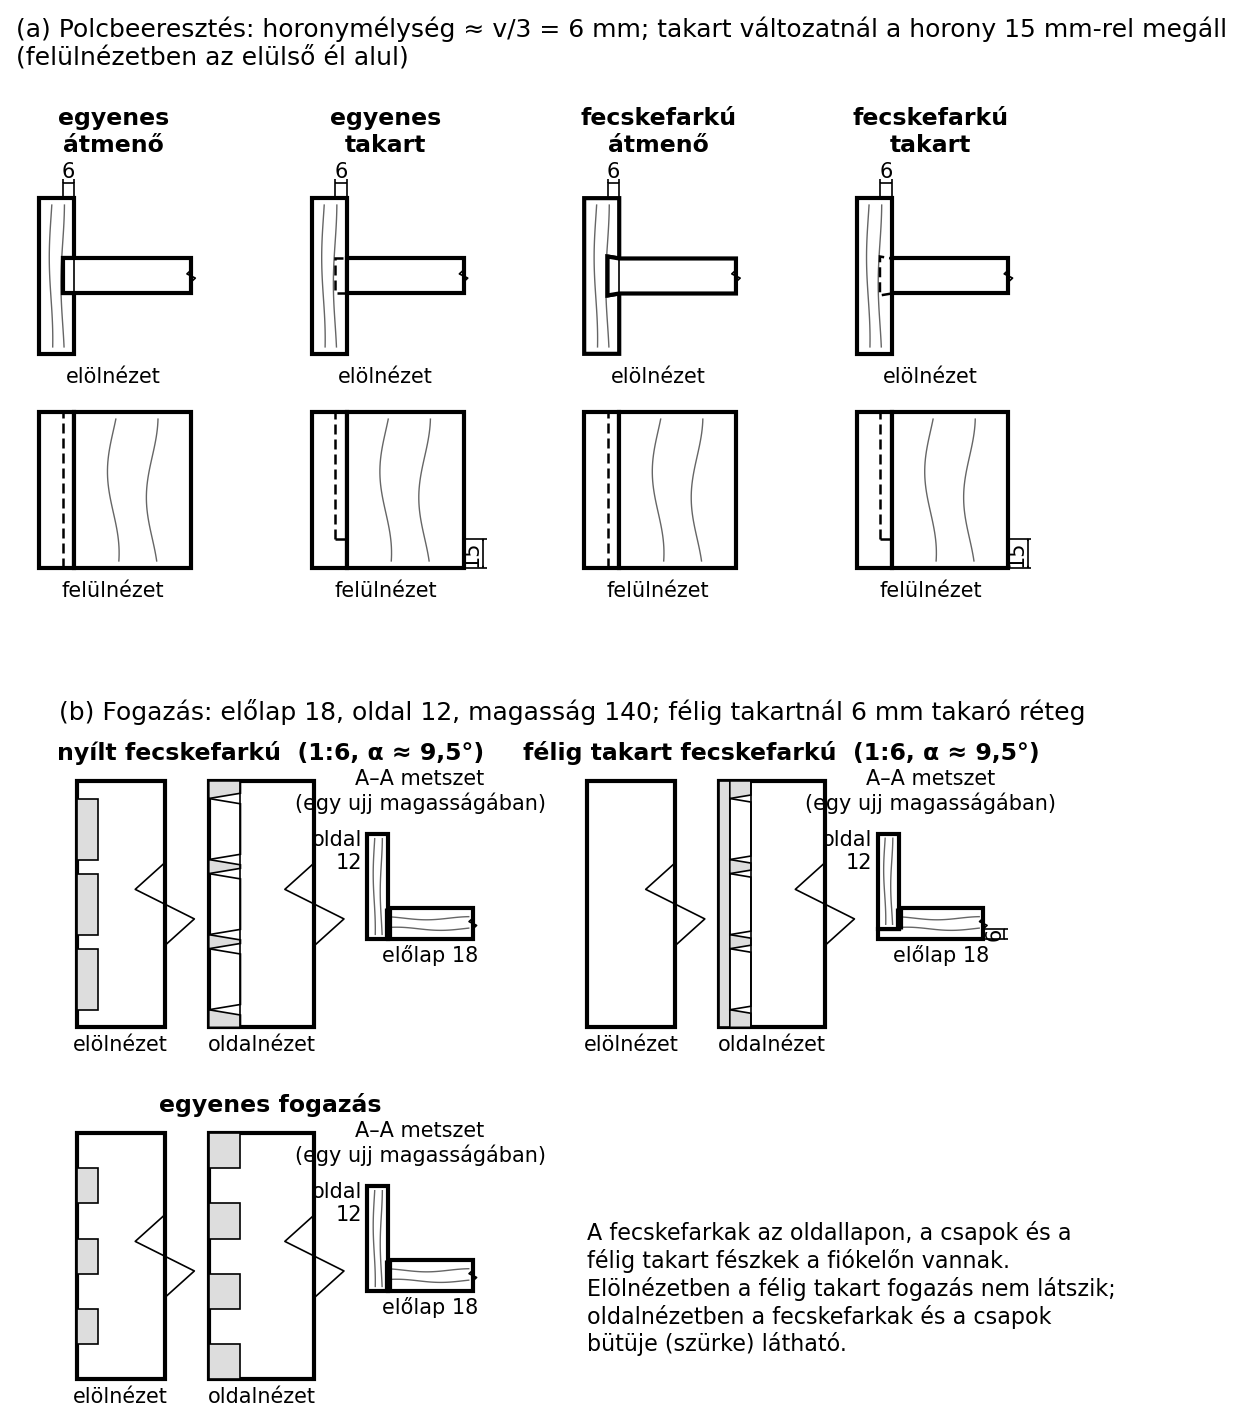 (a) Polcbeeresztés: horonymélység ≈ v/3 = 6 mm; takart változatnál a horony 15 mm-rel megáll
(felülnézetben az elülső él alul)
egyenes átmenő
egyenes takart
fecskefarkú átmenő
fecskefarkú takart
6
6
6
6
elölnézet
elölnézet
elölnézet
elölnézet
15
15
felülnézet
felülnézet
felülnézet
felülnézet
(b) Fogazás: előlap 18, oldal 12, magasság 140; félig takartnál 6 mm takaró réteg
nyílt fecskefarkú (1:6, α ≈ 9,5°)
A–A metszet
(egy ujj magasságában)
oldal
12
előlap 18
elölnézet
oldalnézet
félig takart fecskefarkú (1:6, α ≈ 9,5°)
A–A metszet
(egy ujj magasságában)
oldal
12
6
előlap 18
elölnézet
oldalnézet
egyenes fogazás
A–A metszet
(egy ujj magasságában)
oldal
12
előlap 18
elölnézet
oldalnézet
A fecskefarkak az oldallapon, a csapok és a
félig takart fészkek a fiókelőn vannak.
Elölnézetben a félig takart fogazás nem látszik;
oldalnézetben a fecskefarkak és a csapok
bütüje (szürke) látható.